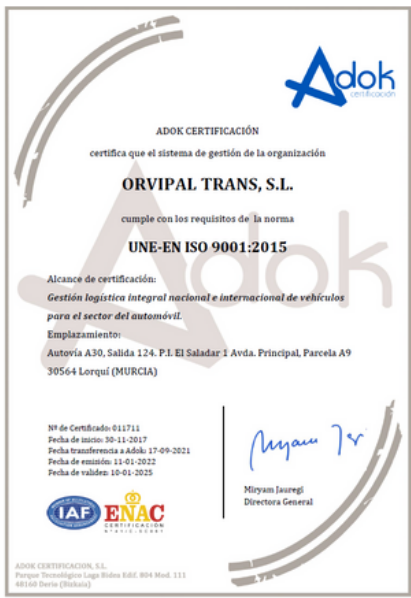 Adok
certificación
ADOK CERTIFICACIÓN
certifica que el sistema de gestión de la organización
ORVIPAL TRANS, S.L.
cumple con los requisitos de la norma
UNE-EN ISO 9001:2015
Adok
Alcance de certificación:
Gestión logística integral nacional e internacional de vehículos
para el sector del automóvil.
Emplazamiento:
Autovía A30, Salida 124. P.I. El Saladar 1 Avda. Principal, Parcela A9
30564 Lorquí (MURCIA)
Nº de Certificado: 011711
Fecha de inicio: 30-11-2017
Fecha transferencia a Adok: 17-09-2021
Fecha de emisión: 11-01-2022
Fecha de validez: 10-01-2025
Miryam Jauregi
Directora General
IAF
ENAC
CERTIFICACIÓN
ADOK CERTIFICACION, S.L.
Parque Tecnológico Laga Bidea Edif. 804 Mod. 111
48160 Derio (Bizkaia)